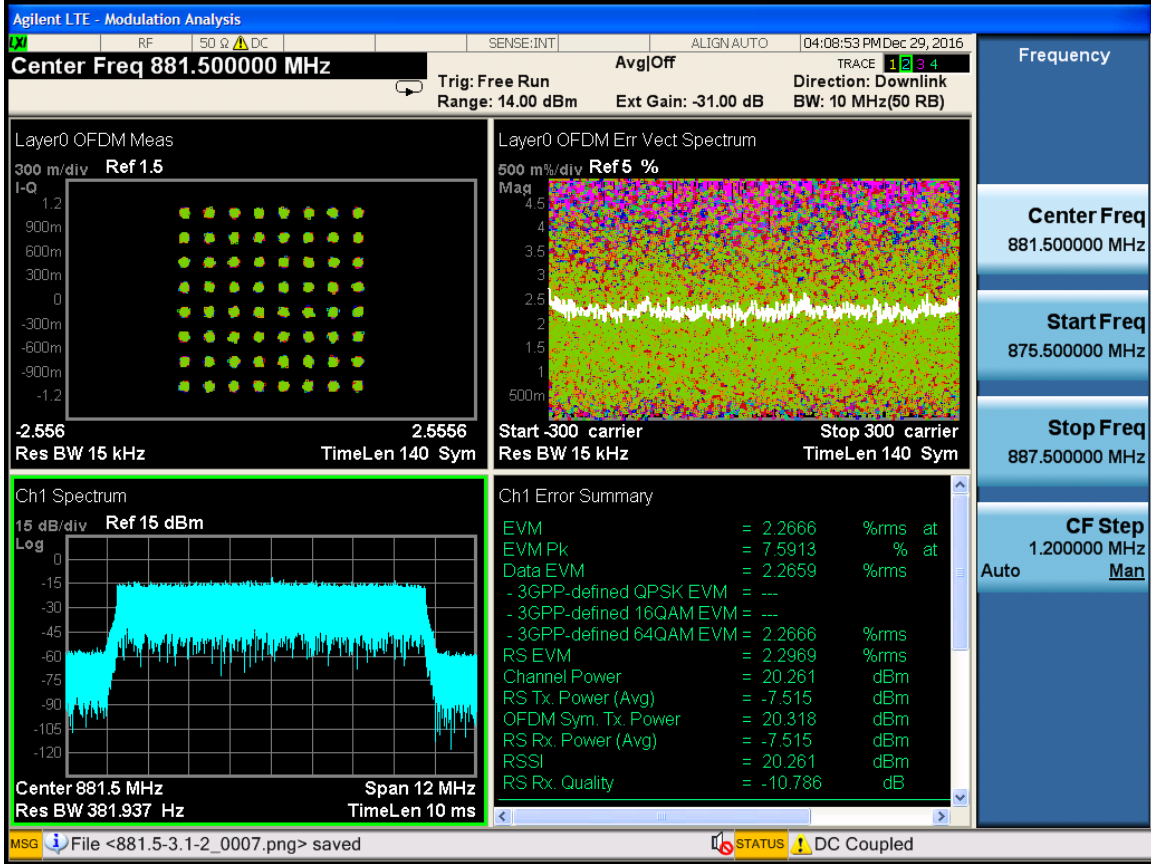 Agilent LTE - Modulation Analysis
LXI RF 50 Ω DC SENSE:INT ALIGN AUTO 04:08:53 PM Dec 29, 2016
Center Freq 881.500000 MHz
Avg|Off
TRACE 1 2 3 4
Trig: Free Run
Direction: Downlink
Range: 14.00 dBm Ext Gain: -31.00 dB BW: 10 MHz(50 RB)
Layer0 OFDM Meas
300 m/div Ref 1.5
I-Q
1.2
900m
600m
300m
0
-300m
-600m
-900m
-1.2
-2.556 2.5556
Res BW 15 kHz TimeLen 140 Sym
Layer0 OFDM Err Vect Spectrum
500 m%/div Ref 5 %
Mag
4.5
4
3.5
3
2.5
2
1.5
1
500m
Start -300 carrier Stop 300 carrier
Res BW 15 kHz TimeLen 140 Sym
Ch1 Spectrum
15 dB/div Ref 15 dBm
Log
0
-15
-30
-45
-60
-75
-90
-105
-120
Center 881.5 MHz Span 12 MHz
Res BW 381.937 Hz TimeLen 10 ms
Ch1 Error Summary
EVM = 2.2666 %rms at
EVM Pk = 7.5913 % at
Data EVM = 2.2659 %rms
- 3GPP-defined QPSK EVM = ---
- 3GPP-defined 16QAM EVM = ---
- 3GPP-defined 64QAM EVM = 2.2666 %rms
RS EVM = 2.2969 %rms
Channel Power = 20.261 dBm
RS Tx. Power (Avg) = -7.515 dBm
OFDM Sym. Tx. Power = 20.318 dBm
RS Rx. Power (Avg) = -7.515 dBm
RSSI = 20.261 dBm
RS Rx. Quality = -10.786 dB
Frequency
Center Freq
881.500000 MHz
Start Freq
875.500000 MHz
Stop Freq
887.500000 MHz
CF Step
1.200000 MHz
Auto Man
MSG File <881.5-3.1-2_0007.png> saved STATUS DC Coupled